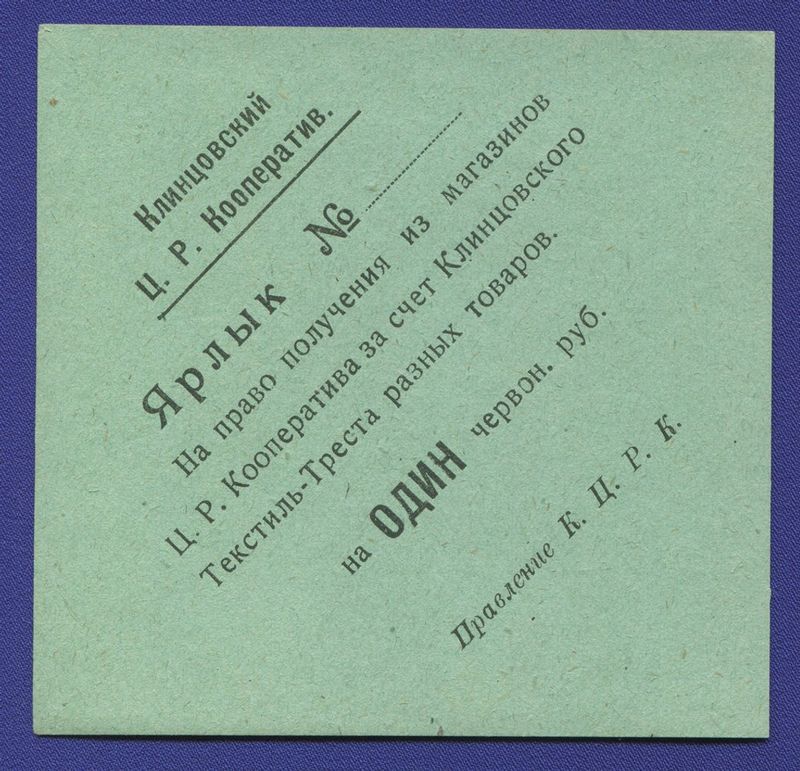 Клинцовский
Ц. Р. Кооператив.
Ярлык №
На право получения из магазинов
Ц. Р. Кооператива за счет Клинцовского
Текстиль-Треста разных товаров.
на ОДИН червон. руб.
Правление К. Ц. Р. К.